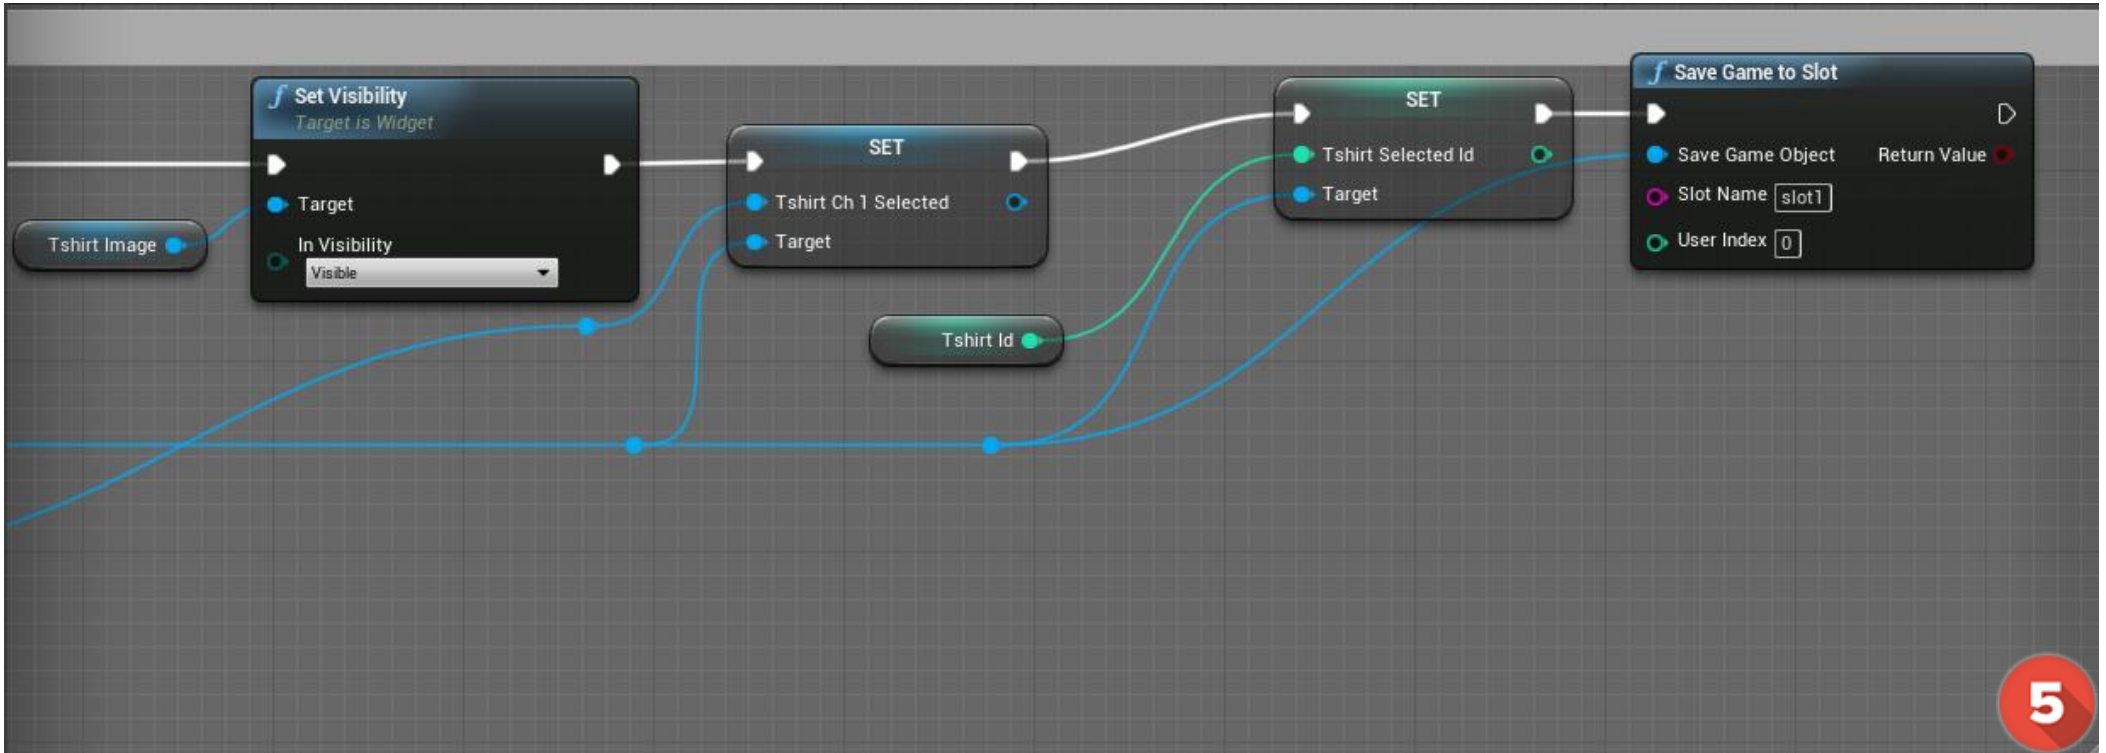 Set Visibility
Target is Widget
Target
In Visibility
Visible
Tshirt Image
SET
Tshirt Ch 1 Selected
Target
Tshirt Id
SET
Tshirt Selected Id
Target
Save Game to Slot
Save Game Object Return Value
Slot Name slot1
User Index 0
5